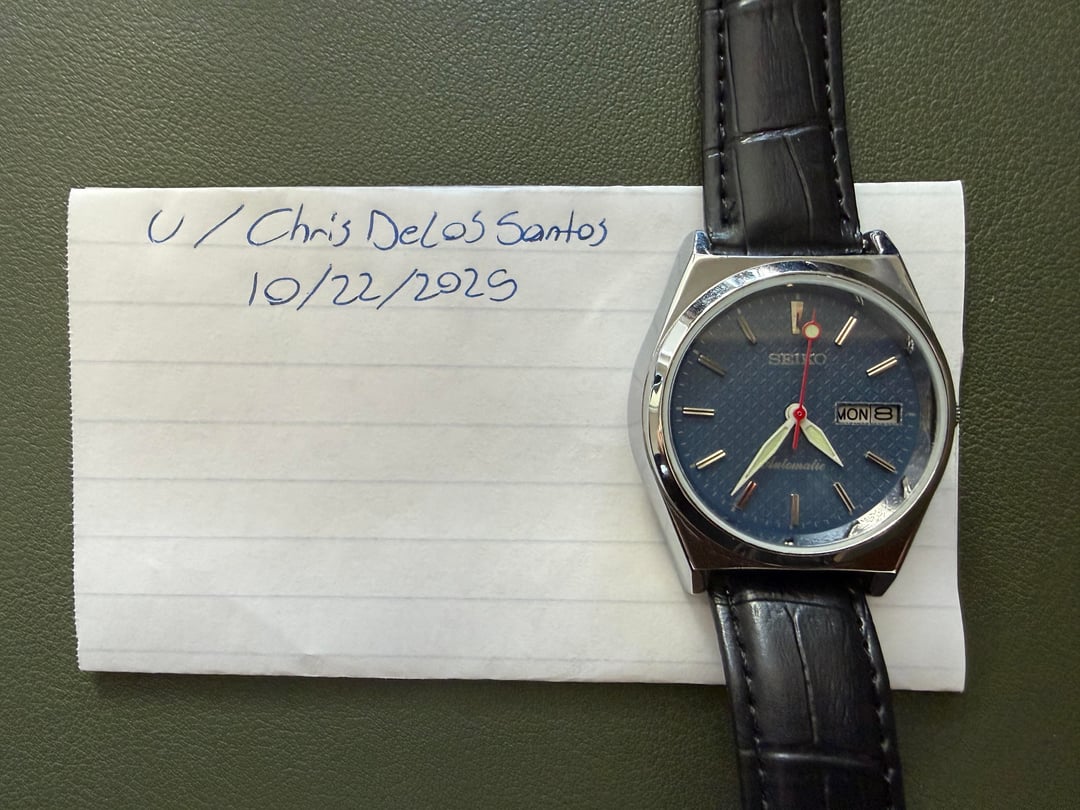 U / Chris DeLos Santos
10/22/2025
SEIKO
MON 8
Automatic